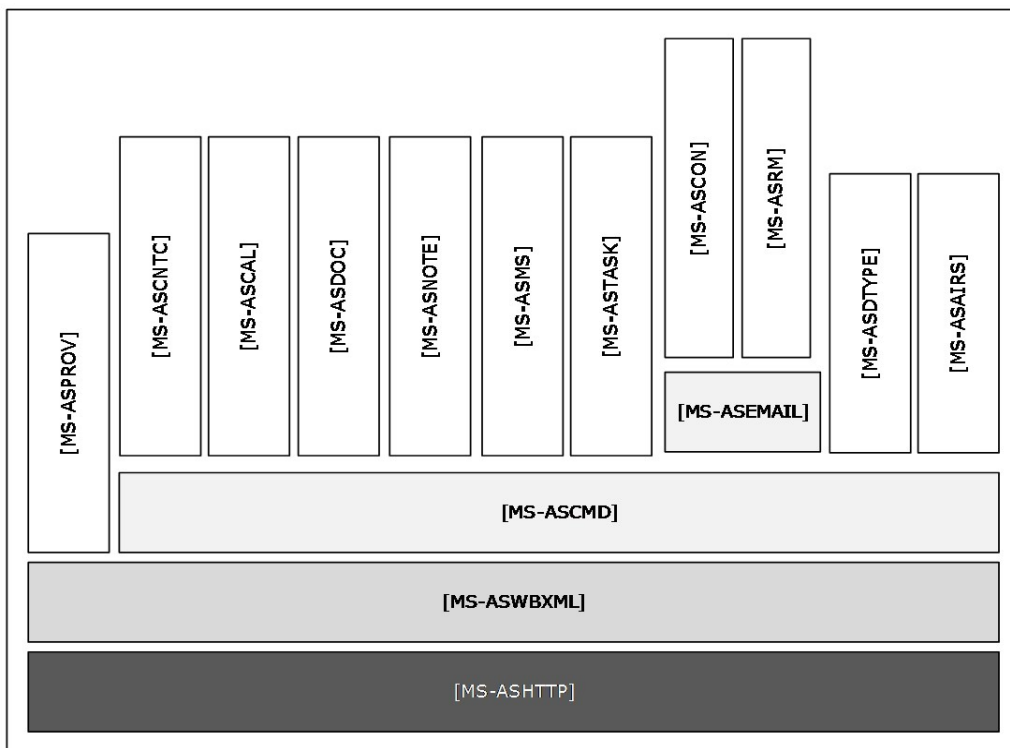 [MS-ASPROV]
[MS-ASCNTC]
[MS-ASCAL]
[MS-ASDOC]
[MS-ASNOTE]
[MS-ASMS]
[MS-ASTASK]
[MS-ASCON]
[MS-ASRM]
[MS-ASDTYPE]
[MS-ASAIRS]
[MS-ASEMAIL]
[MS-ASCMD]
[MS-ASWBXML]
[MS-ASHTTP]